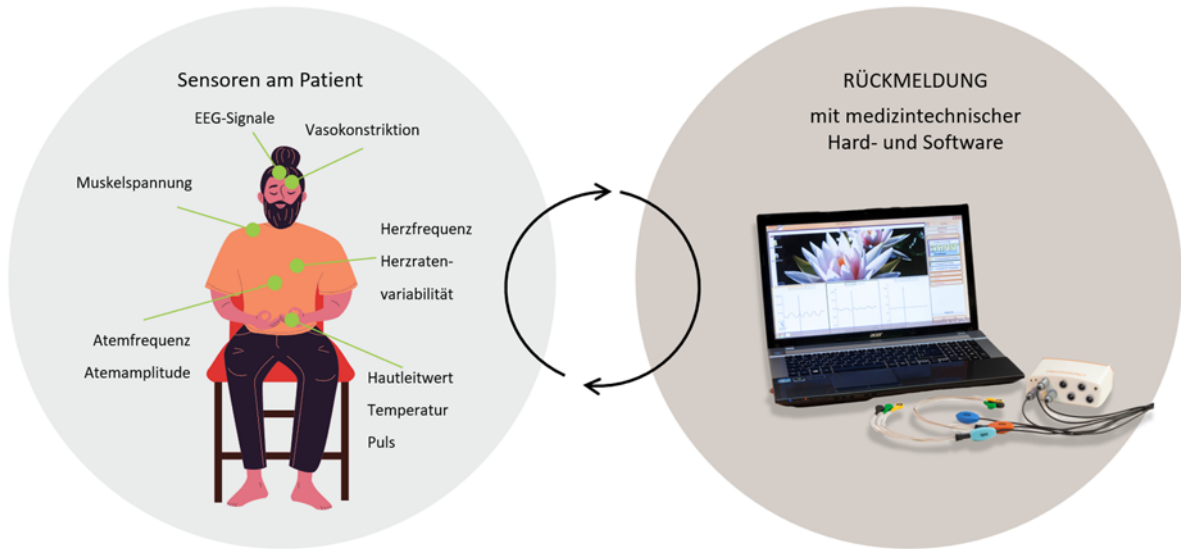 Sensoren am Patient
EEG-Signale
Vasokonstriktion
Muskelspannung
Herzfrequenz
Herzraten-
variabilität
Atemfrequenz
Atemamplitude
Hautleitwert
Temperatur
Puls
RÜCKMELDUNG
mit medizintechnischer
Hard- und Software
acer